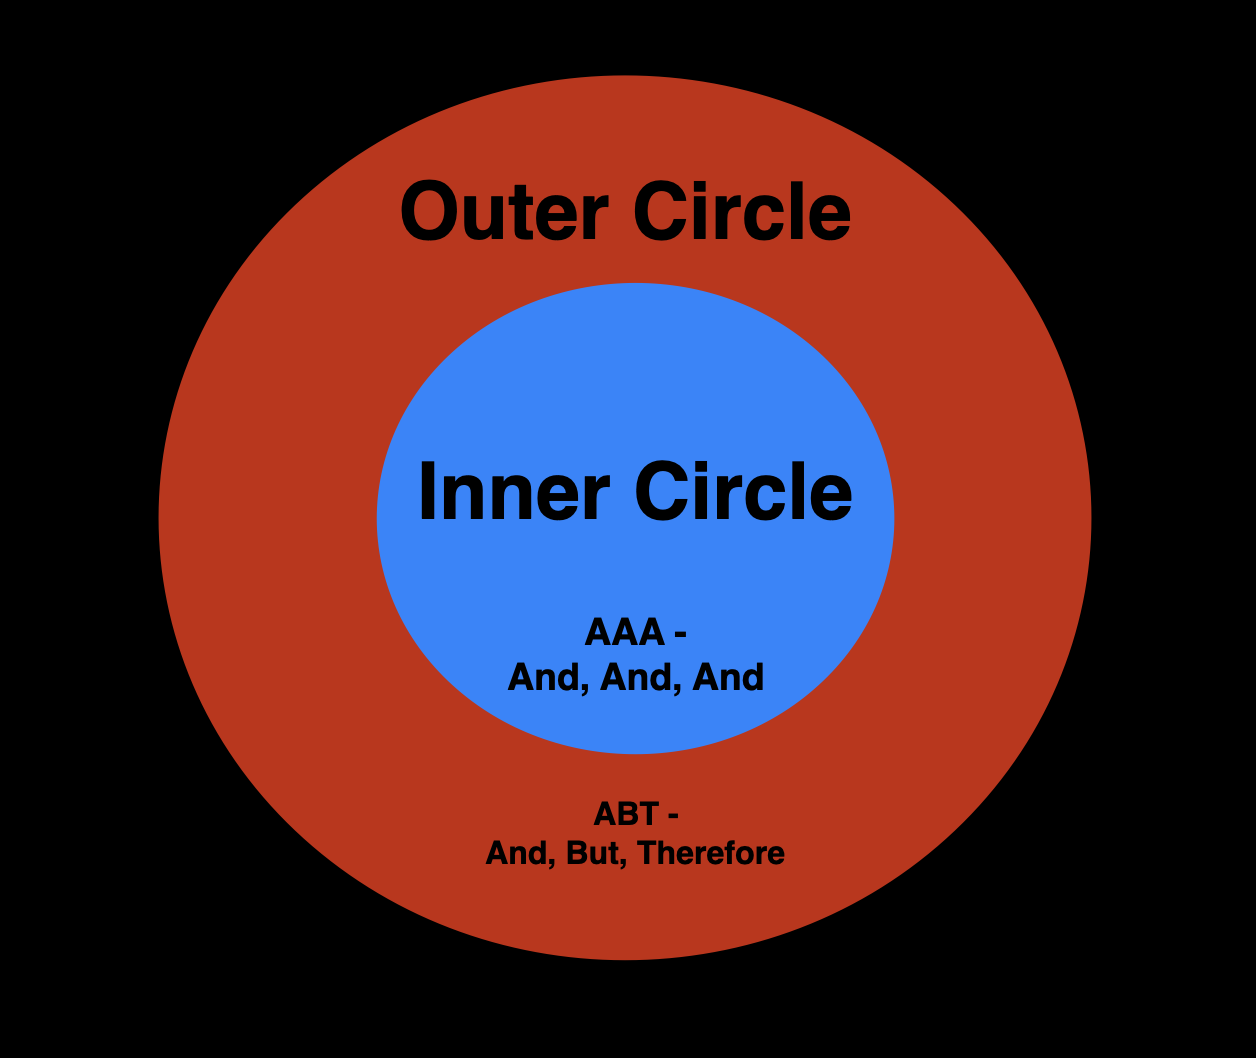 Outer Circle
Inner Circle
AAA -
And, And, And
ABT -
And, But, Therefore